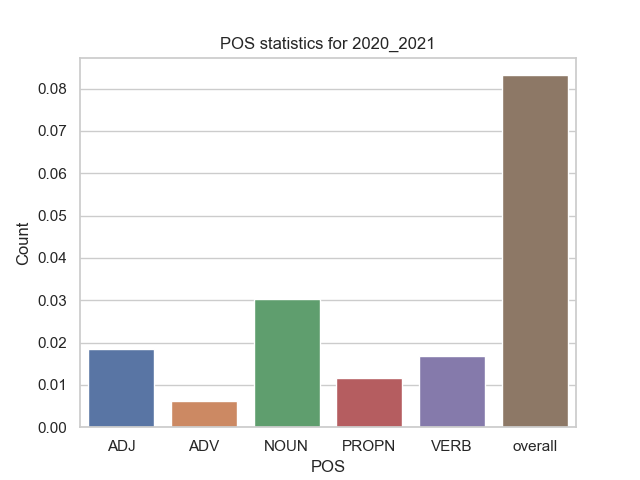 POS statistics for 2020_2021
Count
0.08
0.07
0.06
0.05
0.04
0.03
0.02
0.01
0.00
ADJ ADV NOUN PROPN VERB overall
POS